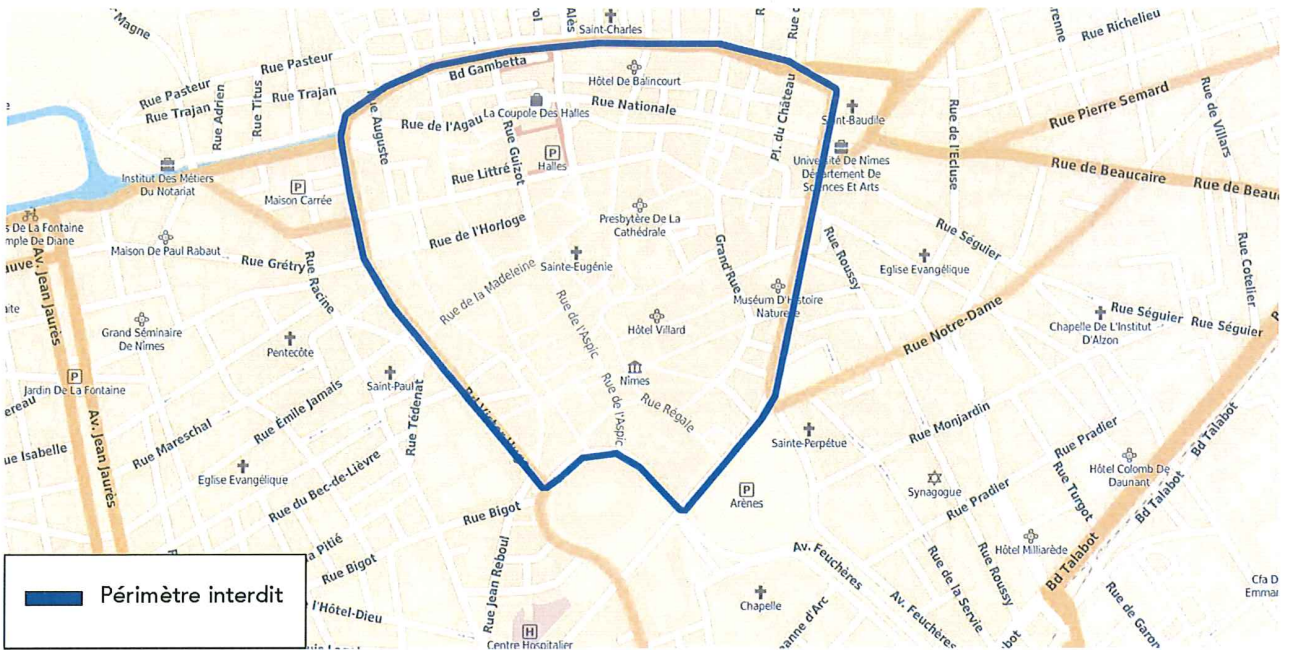 Magne
Alès
Saint-Charles
Rue Richelieu
Rue Pasteur
Rue Pasteur
Bd Gambetta
Hôtel De Balincourt
Rue Trajan
Rue Trajan
Rue Adrien
Rue Titus
Rue Auguste
Rue de l'Agau
La Coupole Des Halles
Rue Nationale
Pl. du Château
Saint-Baudile
Rue de l'Ecluse
Rue Pierre Semard
Rue de Villars
Rue Guizot
Halles
Université De Nîmes
Département De
Sciences Et Arts
Rue de Beaucaire
Institut Des Métiers
Du Notariat
Maison Carrée
Rue Littré
Presbytère De La
Cathédrale
Rue de l'Horloge
Maison De Paul Rabaut
Rue Grétry
Rue Racine
Rue de la Madeleine
Sainte-Eugénie
Grand'Rue
Rue Roussy
Rue Séguier
Eglise Evangélique
Rue Cotelier
Av. Jean Jaurès
Grand Séminaire
De Nîmes
Pentecôte
Rue de l'Aspic
Hôtel Villard
Muséum D'Histoire
Naturelle
Rue Notre-Dame
Chapelle De L'Institut
D'Alzon
Rue Séguier
Rue Séguier
Jardin De La Fontaine
Saint-Paul
Rue Tédenat
Nîmes
Rue de l'Aspic
Rue Régale
Rue Émile Jamais
Rue Mareschal
Av. Jean Jaurès
Bd Victor Hugo
Sainte-Perpétue
Rue Monjardin
Rue Pradier
Bd Talabot
Bd Talabot
Eglise Evangélique
Rue du Bec-de-Lièvre
Arènes
Synagogue
Rue Pradier
Rue Turgot
Hôtel Colomb De
Daunant
Rue Bigot
Rue Bigot
Rue Jean Reboul
Av. Feuchères
Hôtel Milliarède
Bd Talabot
Périmètre interdit
l'Hôtel-Dieu
Chapelle
Av. Feuchères
Rue de la Servie
Rue Roussy
Centre Hospitalier